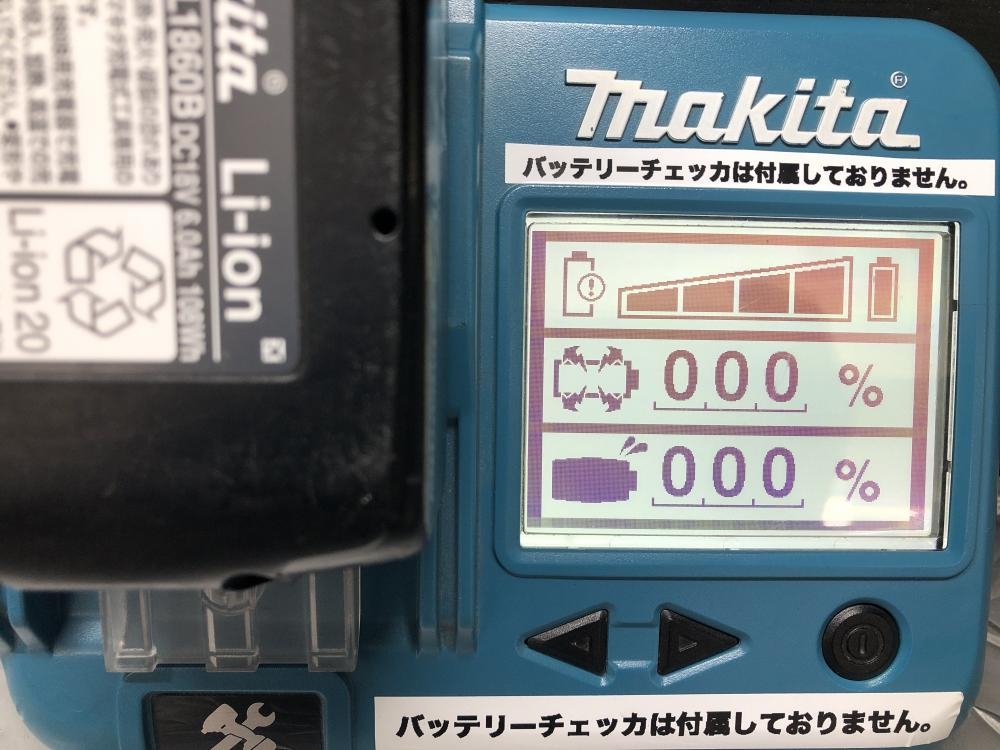 makita®
バッテリーチェッカは付属しておりません。
000 %
000 %
バッテリーチェッカは付属しておりません。
kita®
L1860B DC18V 6.0Ah 108Wh
Li-ion
Li-ion 20